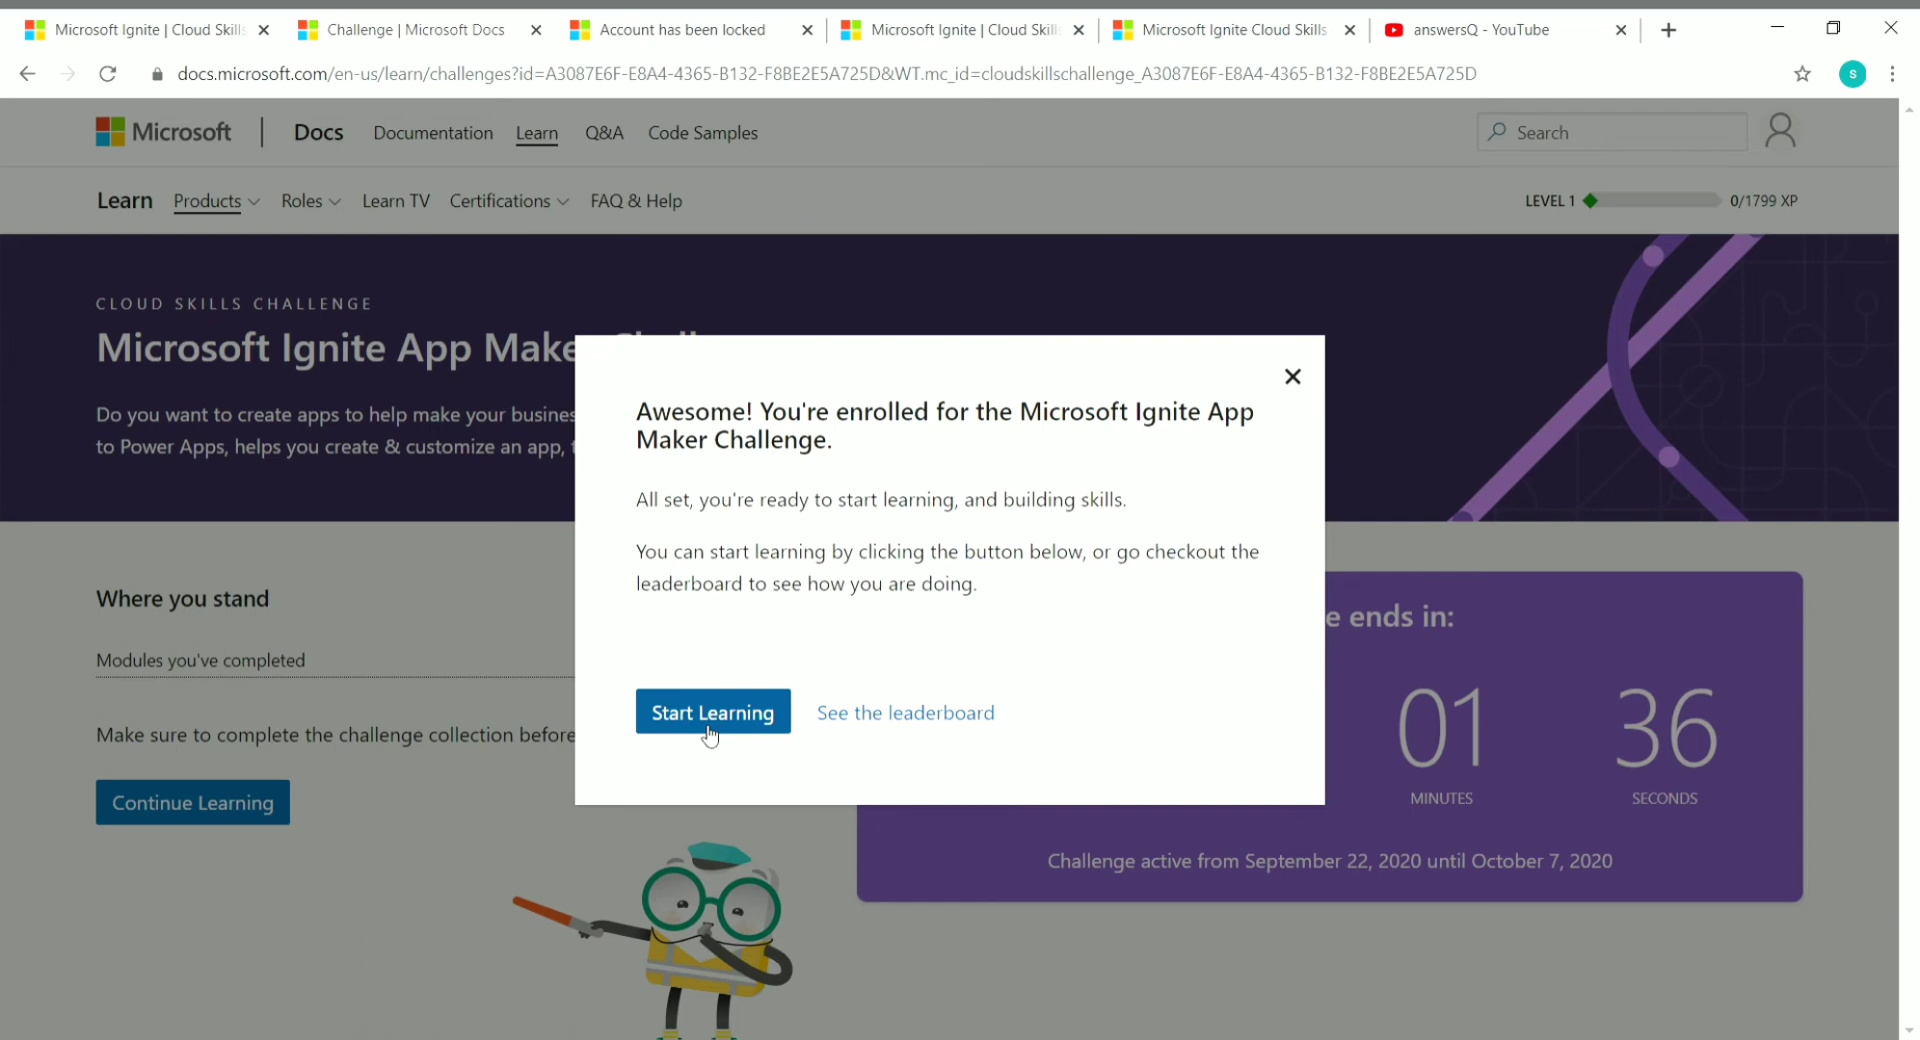 Microsoft Ignite | Cloud Skills
Challenge | Microsoft Docs
Account has been locked
Microsoft Ignite | Cloud Skills
Microsoft Ignite Cloud Skills
answersQ - YouTube
docs.microsoft.com/en-us/learn/challenges?id=A3087E6F-E8A4-4365-B132-F8BE2E5A725D&WT.mc_id=cloudskillschallenge_A3087E6F-E8A4-4365-B132-F8BE2E5A725D
S
Microsoft | Docs Documentation Learn Q&A Code Samples
Search
Learn Products Roles Learn TV Certifications FAQ & Help
LEVEL 1 0/1799 XP
CLOUD SKILLS CHALLENGE
Microsoft Ignite App Make
Do you want to create apps to help make your busines
to Power Apps, helps you create & customize an app,
Awesome! You're enrolled for the Microsoft Ignite App
Maker Challenge.
All set, you're ready to start learning, and building skills.
You can start learning by clicking the button below, or go checkout the
leaderboard to see how you are doing.
Start Learning
See the leaderboard
Where you stand
Modules you've completed
Make sure to complete the challenge collection before
Continue Learning
e ends in:
01 36
MINUTES SECONDS
Challenge active from September 22, 2020 until October 7, 2020